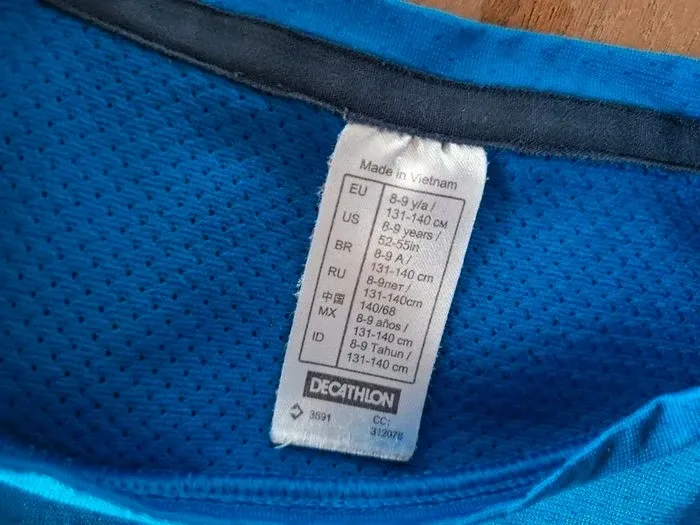 Made in Vietnam
EU 8-9 y/a /
131-140 см
US 8-9 years /
52-55in
BR 8-9 A /
131-140 cm
RU 8-9лет /
131-140cm
中国 140/68
MX 8-9 años /
131-140 cm
ID 8-9 Tahun /
131-140 cm
DECATHLON
3591 CC:
312076